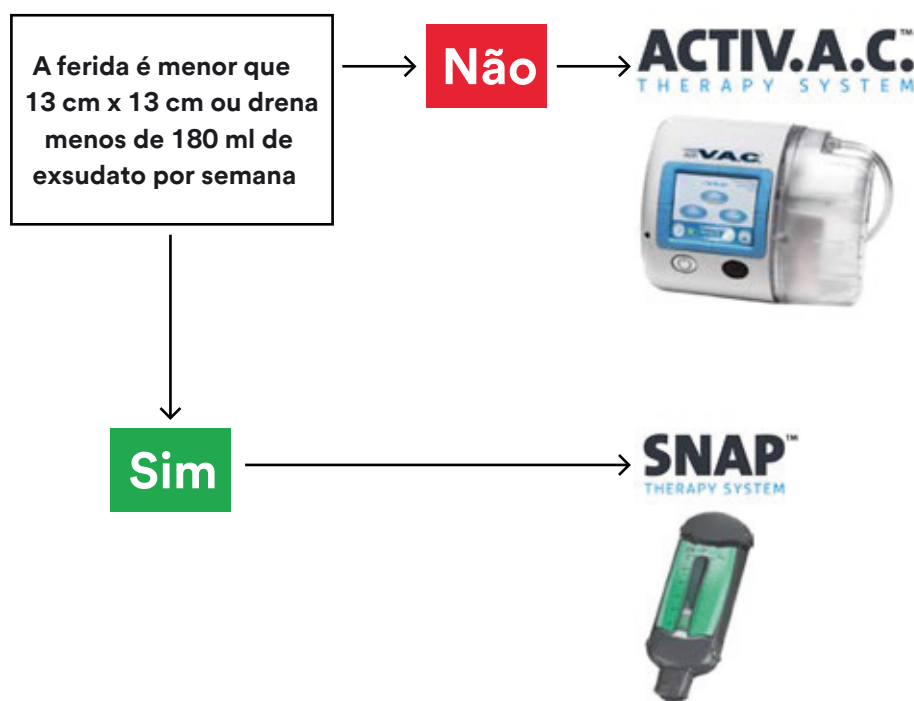 A ferida é menor que
13 cm x 13 cm ou drena
menos de 180 ml de
exsudato por semana
Não
ACTIV.A.C.™
THERAPY SYSTEM
V.A.C.
Sim
SNAP™
THERAPY SYSTEM
SNAP